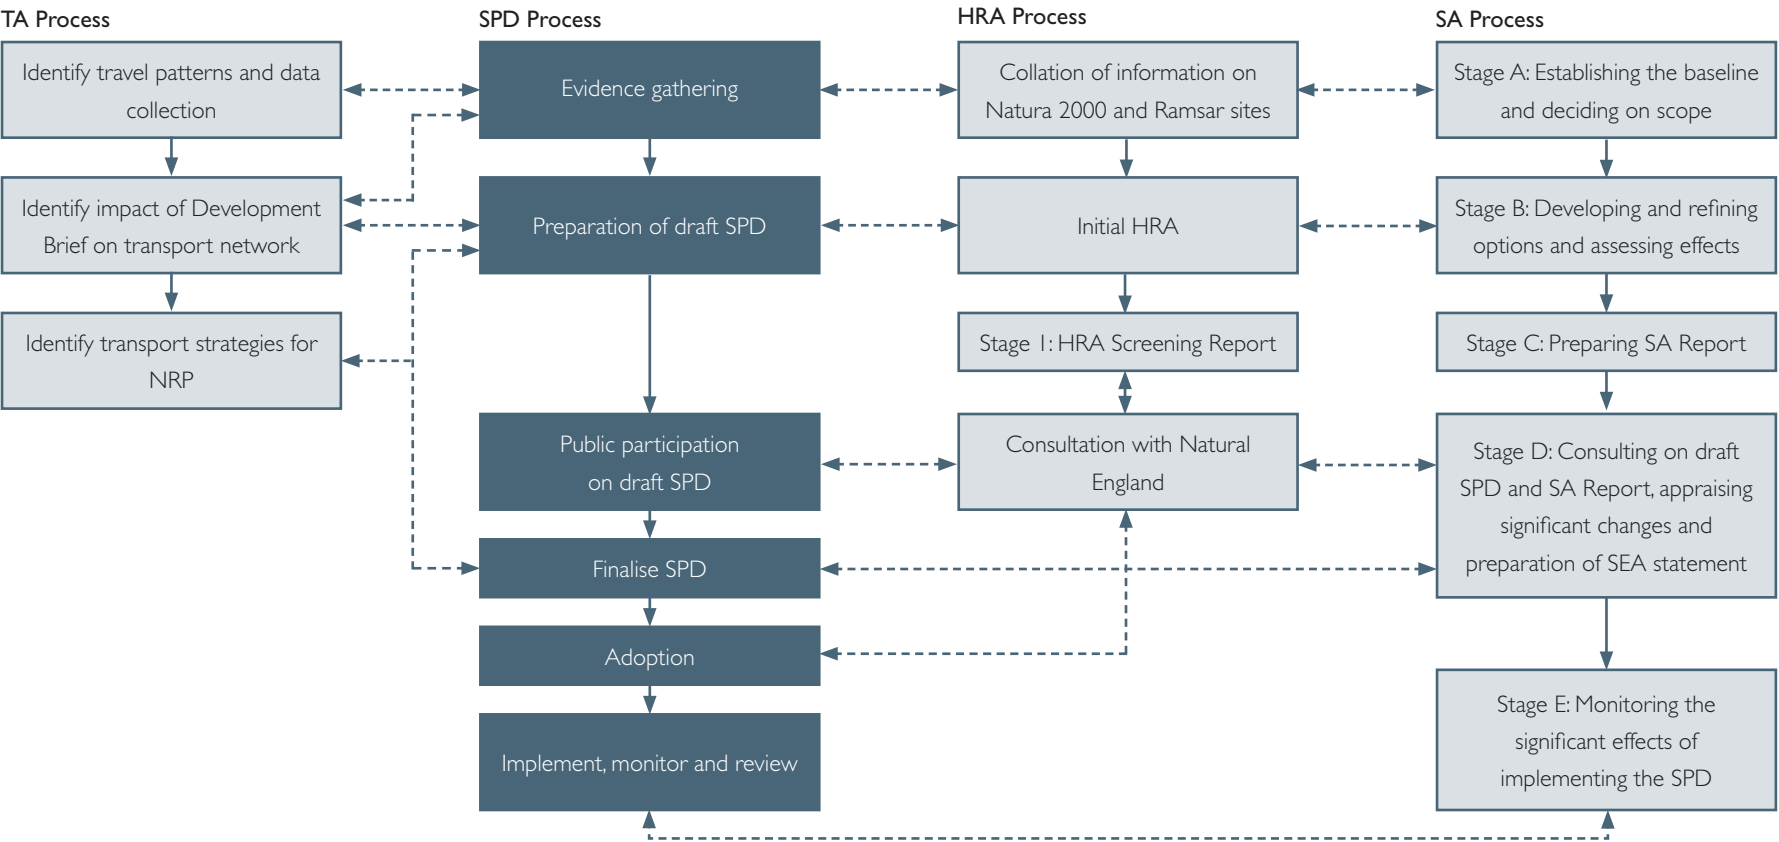 TA Process
Identify travel patterns and data
collection
Identify impact of Development
Brief on transport network
Identify transport strategies for
NRP
SPD Process
Evidence gathering
Preparation of draft SPD
Public participation
on draft SPD
Finalise SPD
Adoption
Implement, monitor and review
HRA Process
Collation of information on
Natura 2000 and Ramsar sites
Initial HRA
Stage 1: HRA Screening Report
Consultation with Natural
England
SA Process
Stage A: Establishing the baseline
and deciding on scope
Stage B: Developing and refining
options and assessing effects
Stage C: Preparing SA Report
Stage D: Consulting on draft
SPD and SA Report, appraising
significant changes and
preparation of SEA statement
Stage E: Monitoring the
significant effects of
implementing the SPD